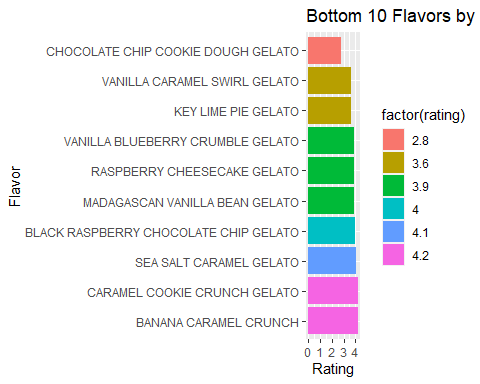 Bottom 10 Flavors by
CHOCOLATE CHIP COOKIE DOUGH GELATO
VANILLA CARAMEL SWIRL GELATO
KEY LIME PIE GELATO
VANILLA BLUEBERRY CRUMBLE GELATO
RASPBERRY CHEESECAKE GELATO
MADAGASCAN VANILLA BEAN GELATO
BLACK RASPBERRY CHOCOLATE CHIP GELATO
SEA SALT CARAMEL GELATO
CARAMEL COOKIE CRUNCH GELATO
BANANA CARAMEL CRUNCH
Flavor
0 1 2 3 4
Rating
factor(rating)
2.8
3.6
3.9
4
4.1
4.2